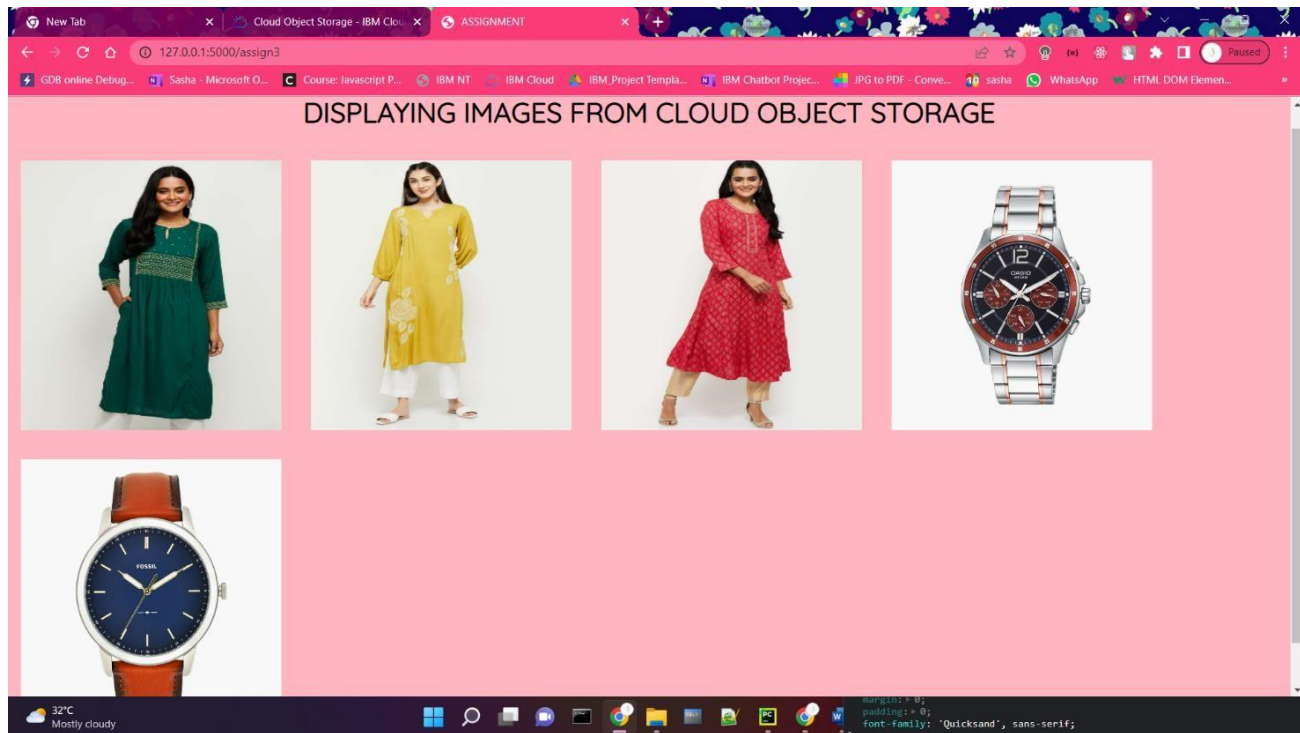 New Tab
Cloud Object Storage - IBM Clou
ASSIGNMENT
127.0.0.1:5000/assign3
Paused
GDB online Debug... Sasha - Microsoft O... Course: Javascript P... IBM NT IBM Cloud IBM_Project Templa... IBM Chatbot Projec... JPG to PDF - Conve... sasha WhatsApp HTML DOM Elemen...
DISPLAYING IMAGES FROM CLOUD OBJECT STORAGE
12
CASIO
FOSSIL
32°C
Mostly cloudy
margin: 0;
padding: 0;
font-family: 'Quicksand', sans-serif;